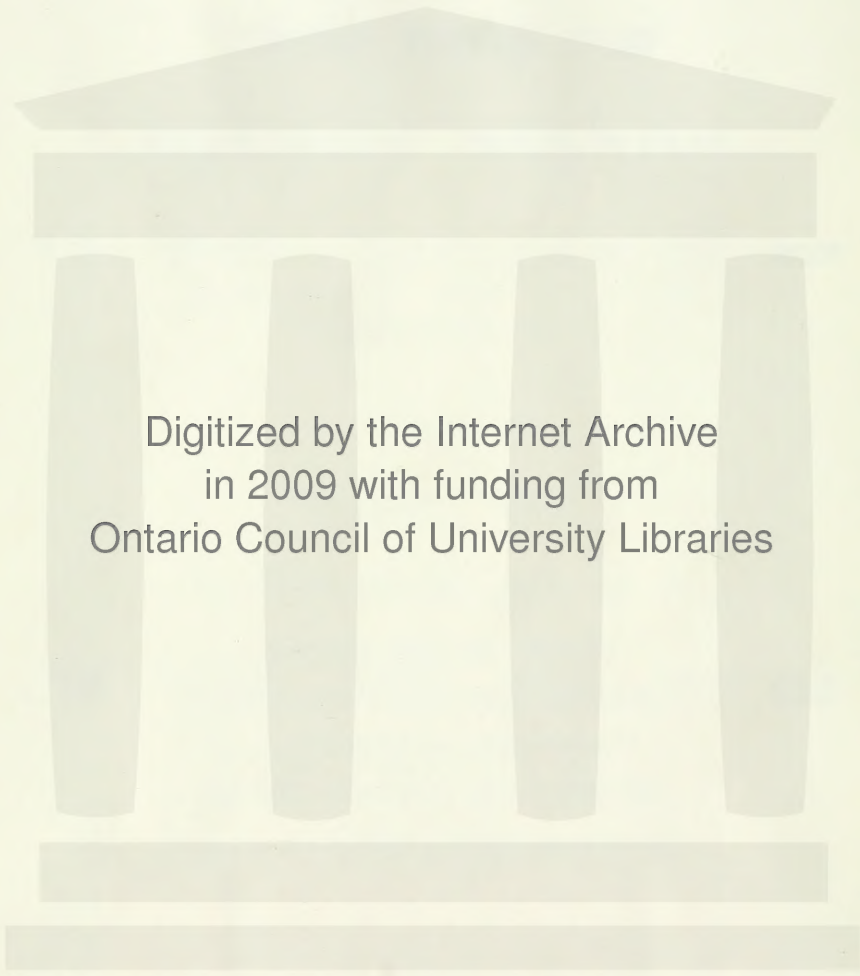 Digitized by the Internet Archive
in 2009 with funding from
Ontario Council of University Libraries